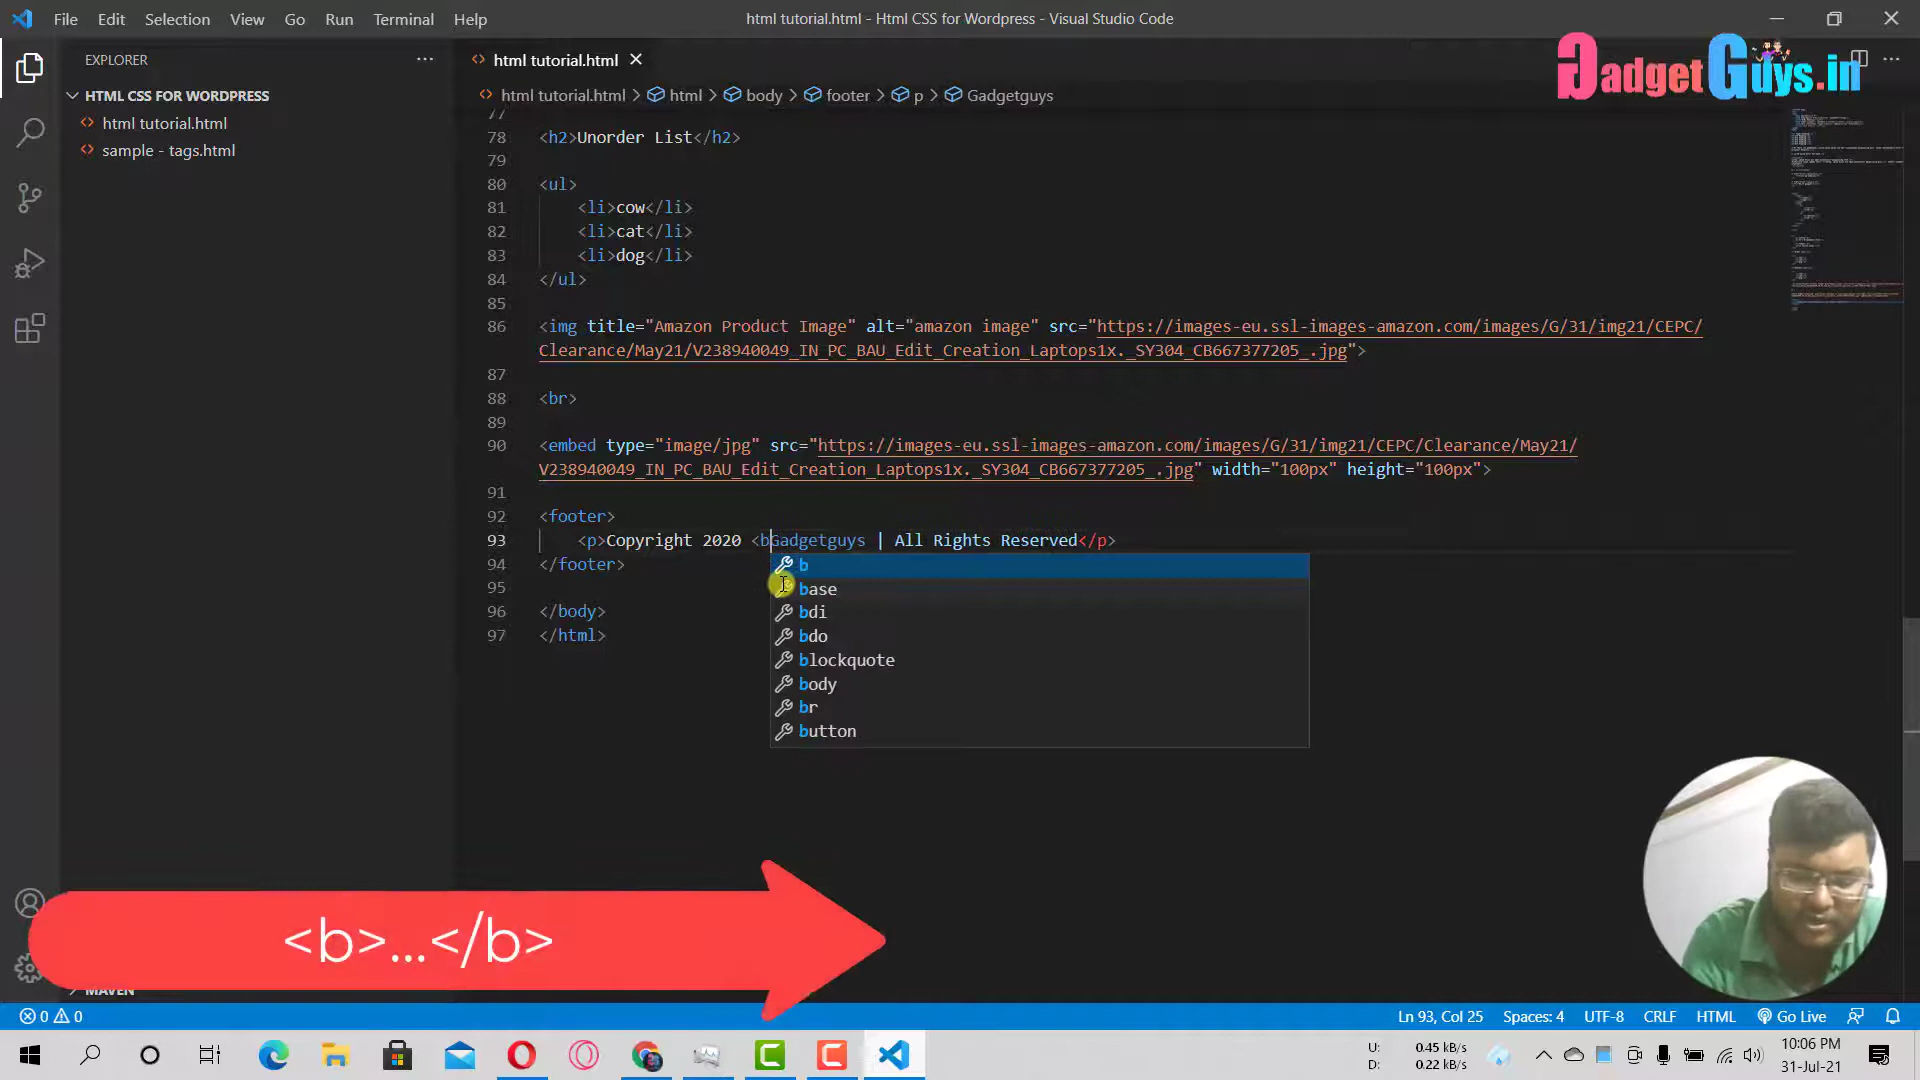 File Edit Selection View Go Run Terminal Help
html tutorial.html - Html CSS for Wordpress - Visual Studio Code
GadgetGuys.in
EXPLORER
HTML CSS FOR WORDPRESS
html tutorial.html
sample - tags.html
html tutorial.html
html tutorial.html > html > body > footer > p > Gadgetguys
77
78 <h2>Unorder List</h2>
79
80 <ul>
81 <li>cow</li>
82 <li>cat</li>
83 <li>dog</li>
84 </ul>
85
86 <img title="Amazon Product Image" alt="amazon image" src="https://images-eu.ssl-images-amazon.com/images/G/31/img21/CEPC/
Clearance/May21/V238940049_IN_PC_BAU_Edit_Creation_Laptops1x._SY304_CB667377205_.jpg">
87
88 <br>
89
90 <embed type="image/jpg" src="https://images-eu.ssl-images-amazon.com/images/G/31/img21/CEPC/Clearance/May21/
V238940049_IN_PC_BAU_Edit_Creation_Laptops1x._SY304_CB667377205_.jpg" width="100px" height="100px">
91
92 <footer>
93 <p>Copyright 2020 <bGadgetguys | All Rights Reserved</p>
94 </footer>
95
96 </body>
97 </html>
b
base
bdi
bdo
blockquote
body
br
button
<b>...</b>
MAVEN
0 0
Ln 93, Col 25 Spaces: 4 UTF-8 CRLF HTML Go Live
U: 0.45 kB/s
D: 0.22 kB/s
10:06 PM
31-Jul-21